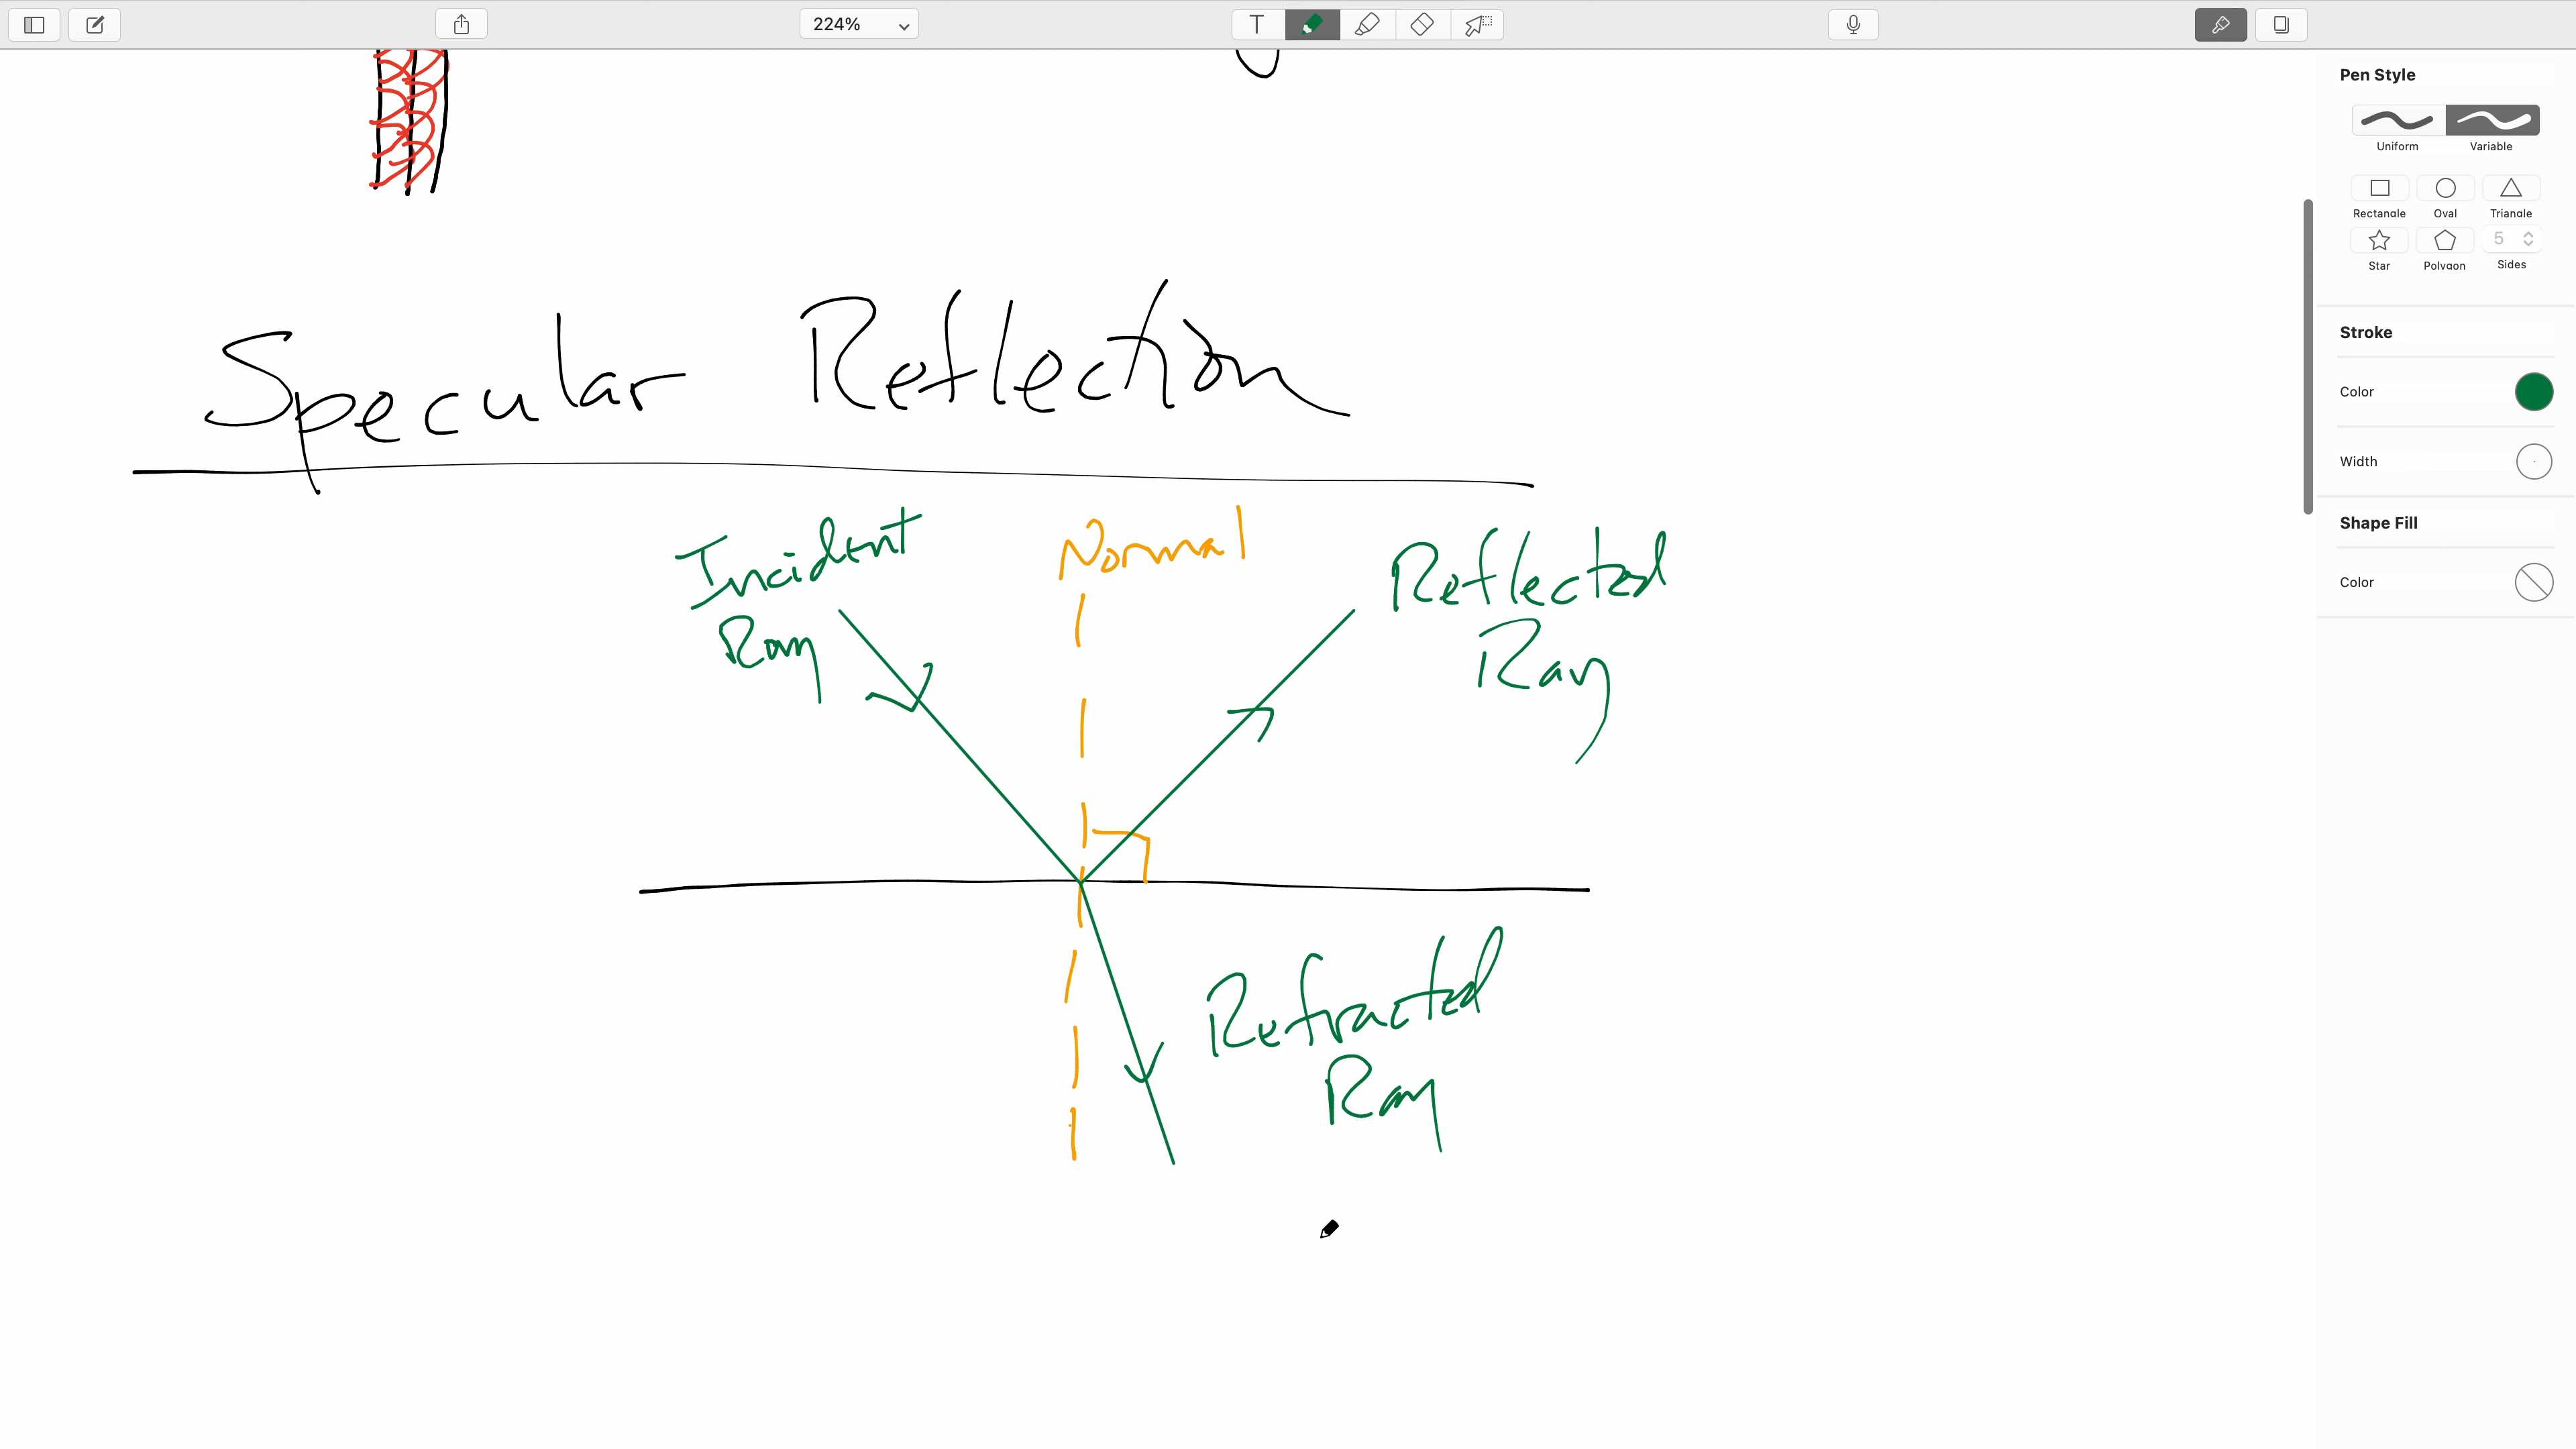 224%
T
Pen Style
Uniform
Variable
Rectangle
Oval
Triangle
Star
Polygon
5
Sides
Stroke
Color
Width
Shape Fill
Color
Specular Reflection
Incident
Ray
Normal
Reflected
Ray
Refracted
Ray